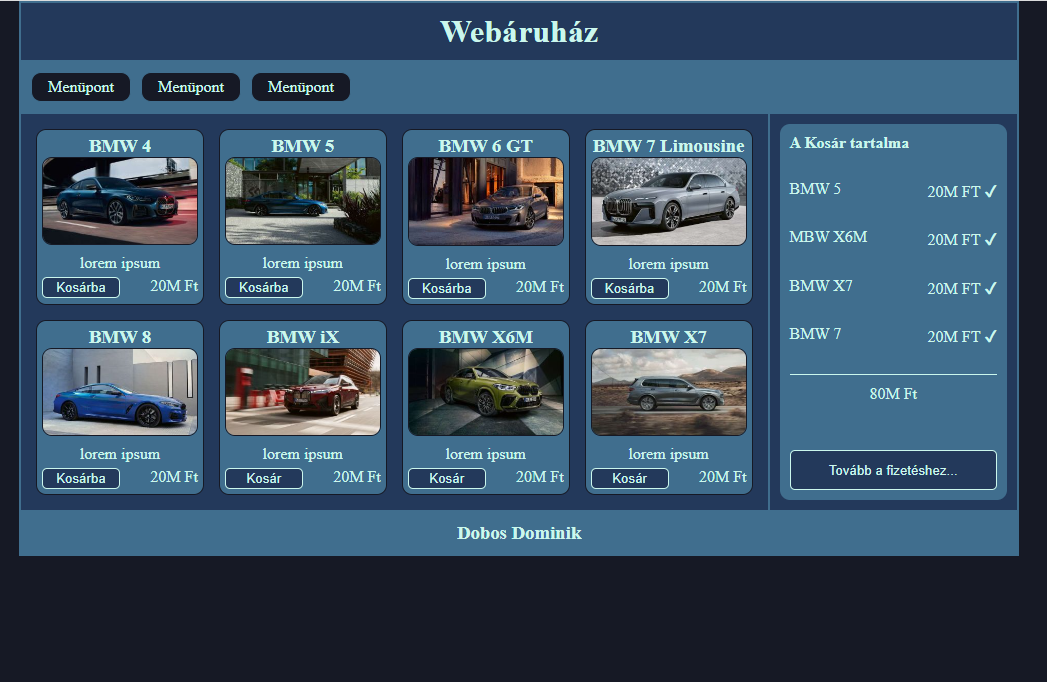 Webáruház
Menüpont Menüpont Menüpont
BMW 4
lorem ipsum
Kosárba 20M Ft
BMW 5
lorem ipsum
Kosárba 20M Ft
BMW 6 GT
lorem ipsum
Kosárba 20M Ft
BMW 7 Limousine
lorem ipsum
Kosárba 20M Ft
BMW 8
lorem ipsum
Kosárba 20M Ft
BMW iX
lorem ipsum
Kosár 20M Ft
BMW X6M
lorem ipsum
Kosár 20M Ft
BMW X7
lorem ipsum
Kosár 20M Ft
A Kosár tartalma
BMW 5 20M FT ✓
MBW X6M 20M FT ✓
BMW X7 20M FT ✓
BMW 7 20M FT ✓
80M Ft
Tovább a fizetéshez...
Dobos Dominik